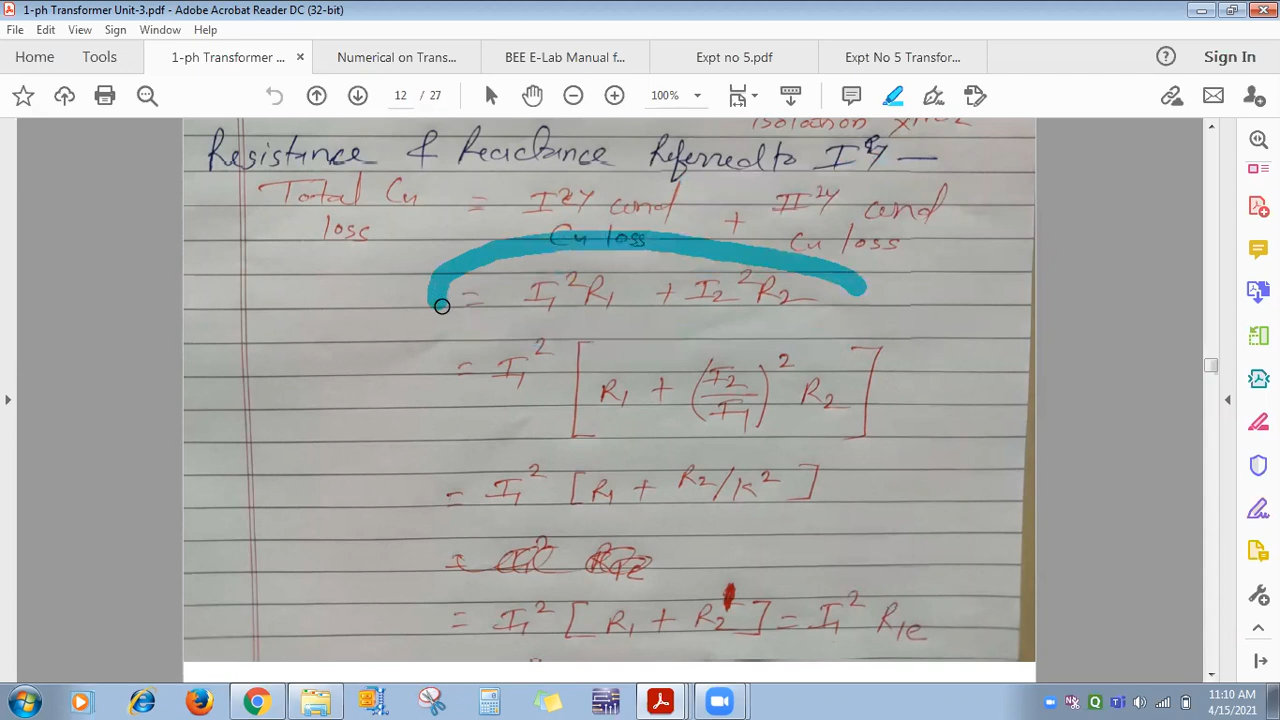 1-ph Transformer Unit-3.pdf - Adobe Acrobat Reader DC (32-bit)
File Edit View Sign Window Help
Home Tools 1-ph Transformer ... × Numerical on Trans... BEE E-Lab Manual f... Expt no 5.pdf Expt No 5 Transfor... Sign In
12 / 27 100%
Resistance & Reactance Referred to I ry —
Total Cu = I ry wnd + II ry wnd
loss Cu loss Cu loss
= I₁²R₁ + I₂²R₂
= I₁² [ R₁ + (I₂/I₁)² R₂ ]
= I₁² [R₁ + R₂/K²]
= I₁² [R₁ + R₂'] = I₁² R₁e
11:10 AM
4/15/2021